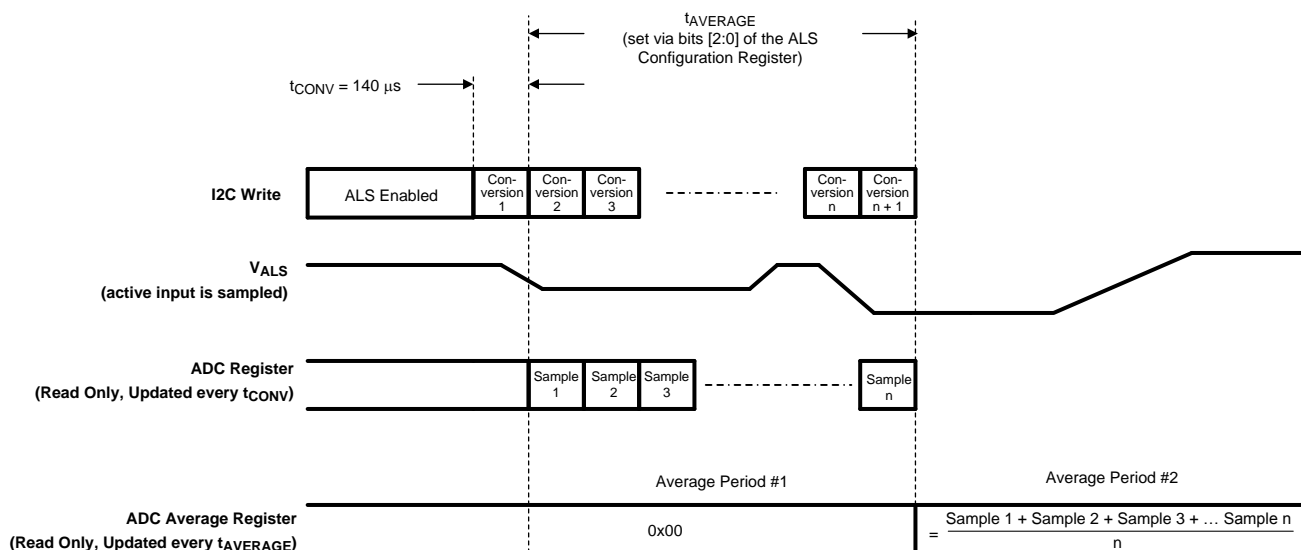 tAVERAGE
(set via bits [2:0] of the ALS
Configuration Register)
tCONV = 140 μs
I2C Write
ALS Enabled
Con-
version
1
Con-
version
2
Con-
version
3
Con-
version
n
Con-
version
n + 1
VALS
(active input is sampled)
ADC Register
(Read Only, Updated every tCONV)
Sample
1
Sample
2
Sample
3
Sample
n
Average Period #1
Average Period #2
ADC Average Register
(Read Only, Updated every tAVERAGE)
0x00
= Sample 1 + Sample 2 + Sample 3 + … Sample n
n